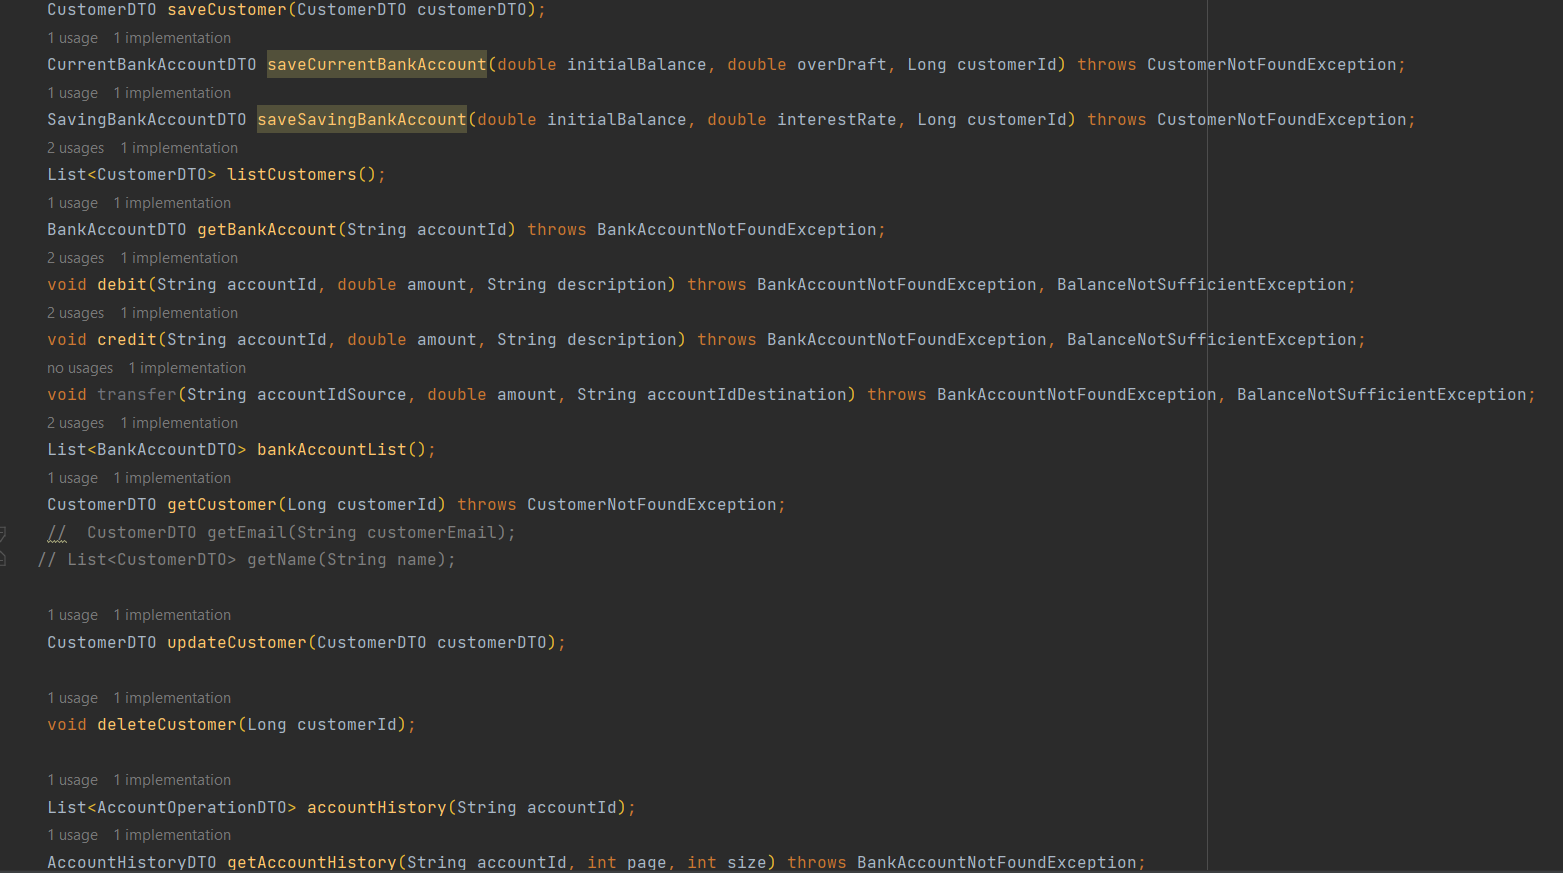 CustomerDTO saveCustomer(CustomerDTO customerDTO);
1 usage 1 implementation
CurrentBankAccountDTO saveCurrentBankAccount(double initialBalance, double overDraft, Long customerId) throws CustomerNotFoundException;
1 usage 1 implementation
SavingBankAccountDTO saveSavingBankAccount(double initialBalance, double interestRate, Long customerId) throws CustomerNotFoundException;
2 usages 1 implementation
List<CustomerDTO> listCustomers();
1 usage 1 implementation
BankAccountDTO getBankAccount(String accountId) throws BankAccountNotFoundException;
2 usages 1 implementation
void debit(String accountId, double amount, String description) throws BankAccountNotFoundException, BalanceNotSufficientException;
2 usages 1 implementation
void credit(String accountId, double amount, String description) throws BankAccountNotFoundException, BalanceNotSufficientException;
no usages 1 implementation
void transfer(String accountIdSource, double amount, String accountIdDestination) throws BankAccountNotFoundException, BalanceNotSufficientException;
2 usages 1 implementation
List<BankAccountDTO> bankAccountList();
1 usage 1 implementation
CustomerDTO getCustomer(Long customerId) throws CustomerNotFoundException;
// CustomerDTO getEmail(String customerEmail);
// List<CustomerDTO> getName(String name);
1 usage 1 implementation
CustomerDTO updateCustomer(CustomerDTO customerDTO);
1 usage 1 implementation
void deleteCustomer(Long customerId);
1 usage 1 implementation
List<AccountOperationDTO> accountHistory(String accountId);
1 usage 1 implementation
AccountHistoryDTO getAccountHistory(String accountId, int page, int size) throws BankAccountNotFoundException;